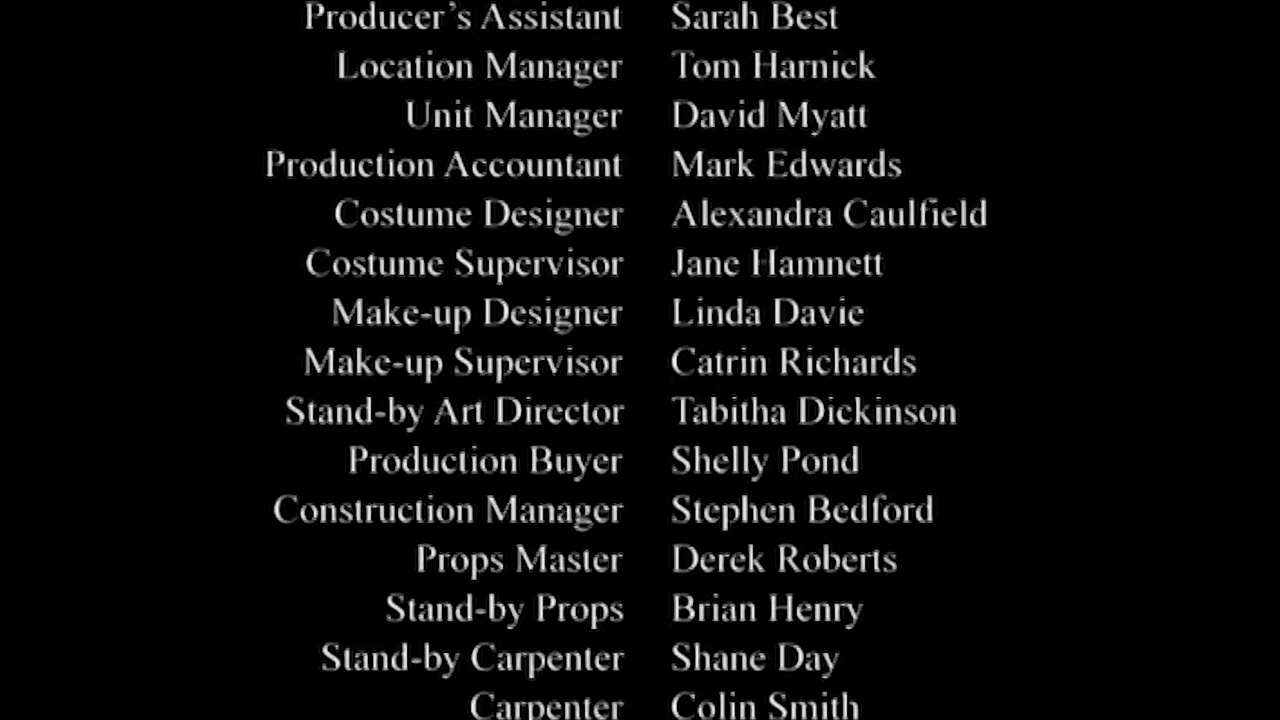 Producer's Assistant Sarah Best
Location Manager Tom Harnick
Unit Manager David Myatt
Production Accountant Mark Edwards
Costume Designer Alexandra Caulfield
Costume Supervisor Jane Hamnett
Make-up Designer Linda Davie
Make-up Supervisor Catrin Richards
Stand-by Art Director Tabitha Dickinson
Production Buyer Shelly Pond
Construction Manager Stephen Bedford
Props Master Derek Roberts
Stand-by Props Brian Henry
Stand-by Carpenter Shane Day
Carpenter Colin Smith